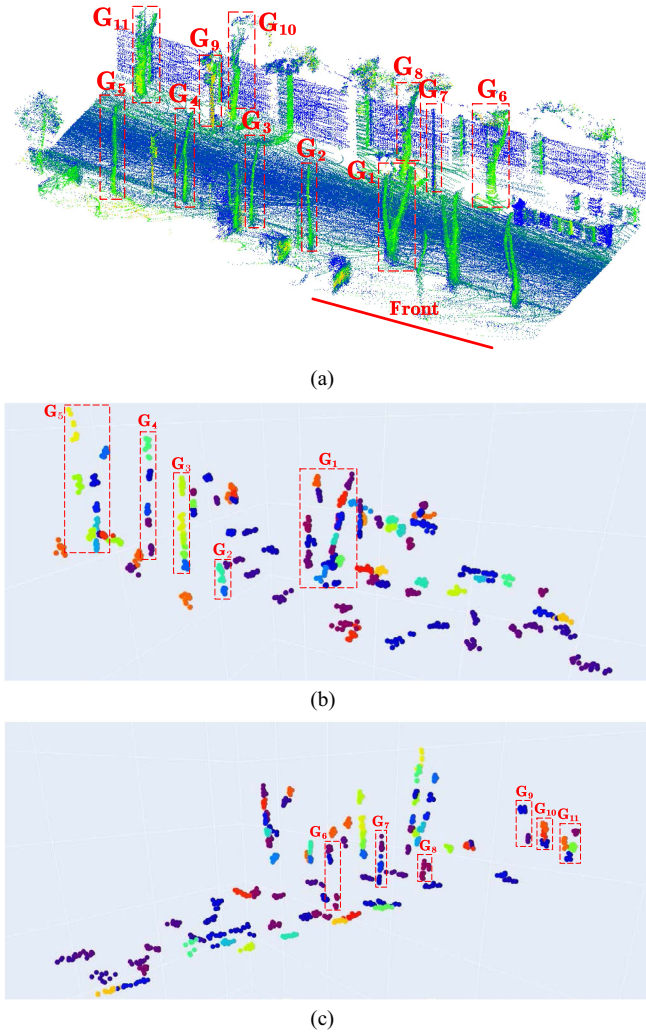 G₁₁
G₉
G₁₀
G₈
G₇
G₆
G₅
G₄
G₃
G₂
G₁
Front
(a)
G₅
G₄
G₃
G₁
G₂
(b)
G₉
G₁₀
G₁₁
G₆
G₇
G₈
(c)